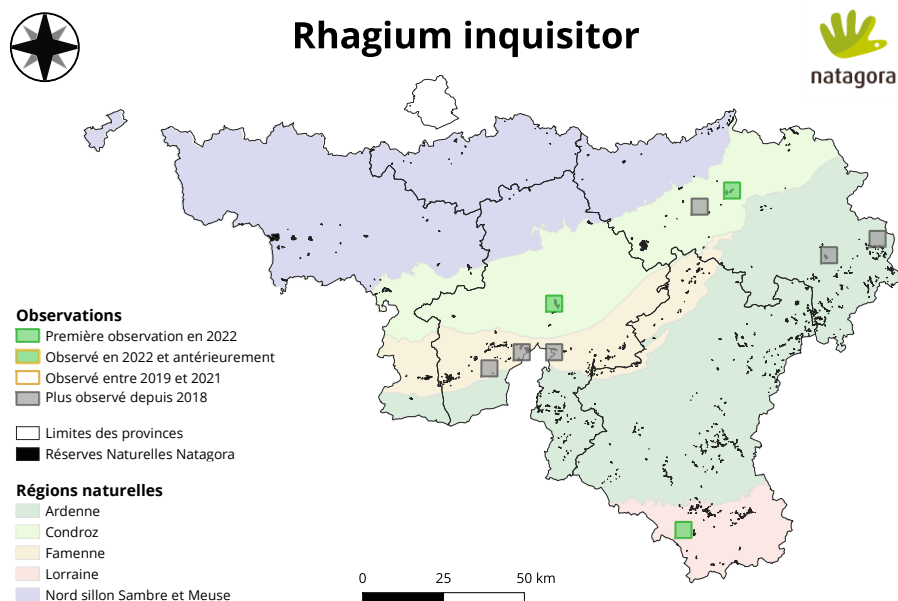 Rhagium inquisitor
natagora
Observations
Première observation en 2022
Observé en 2022 et antérieurement
Observé entre 2019 et 2021
Plus observé depuis 2018
Limites des provinces
Réserves Naturelles Natagora
Régions naturelles
Ardenne
Condroz
Famenne
Lorraine
Nord sillon Sambre et Meuse
0 25 50 km